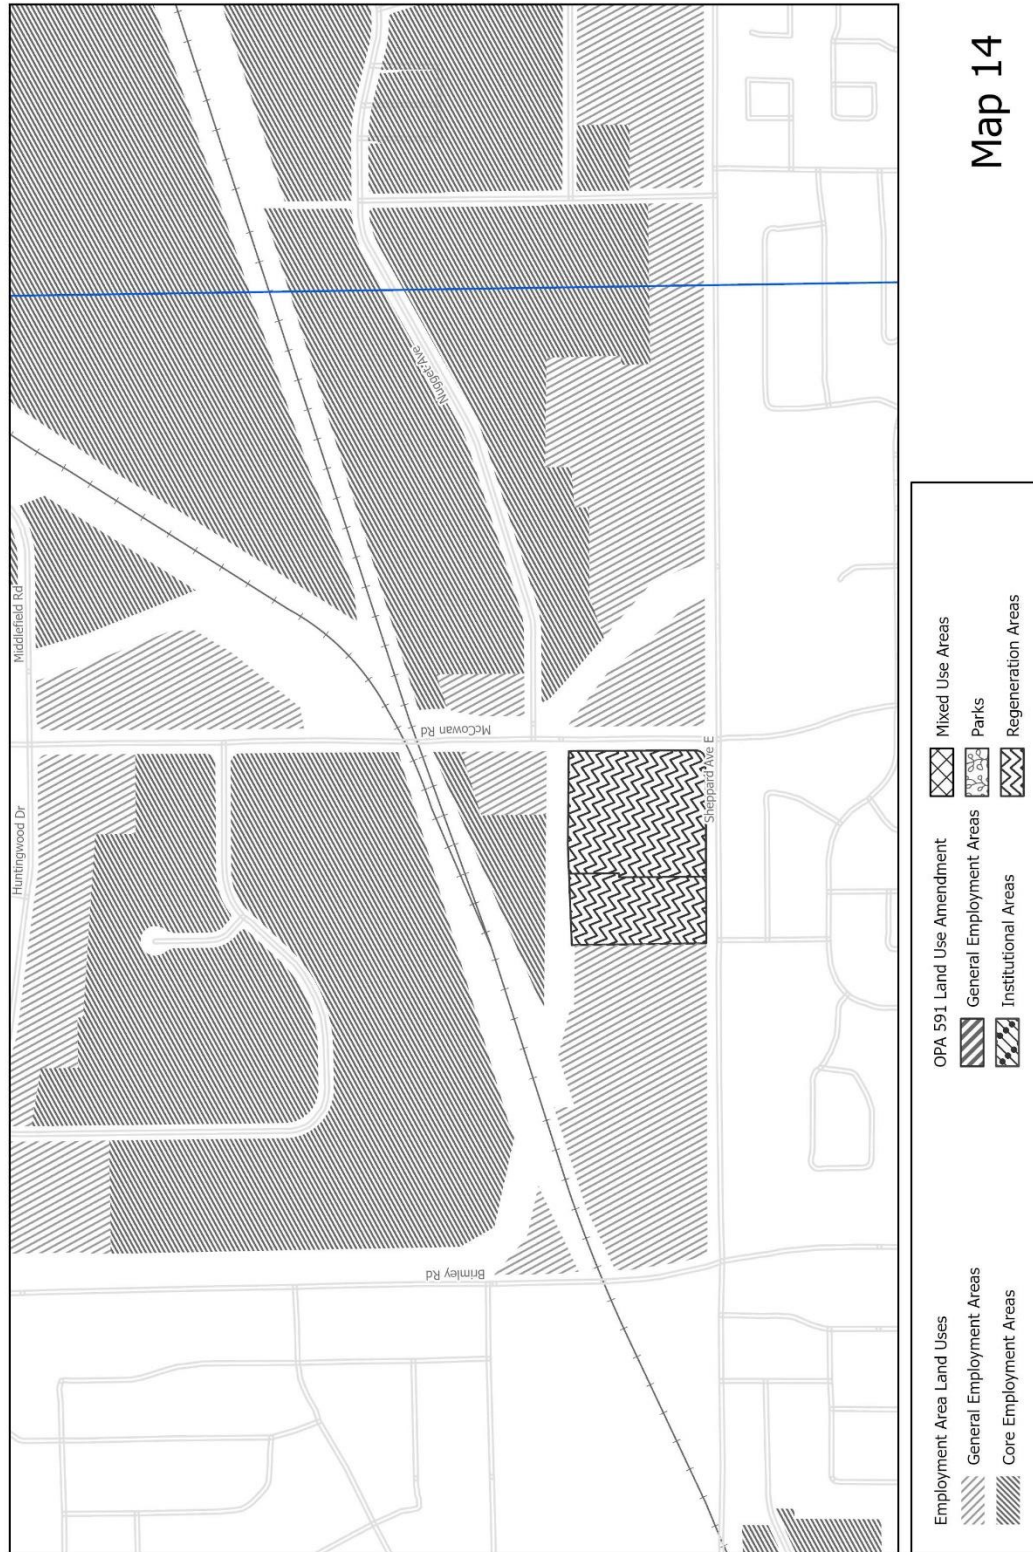 Middlefield Rd
Huntingwood Dr
Nugget Ave
McCowan Rd
Sheppard Ave E
Brimley Rd
Map 14
Employment Area Land Uses
General Employment Areas
Core Employment Areas
OPA 591 Land Use Amendment
General Employment Areas
Institutional Areas
Mixed Use Areas
Parks
Regeneration Areas